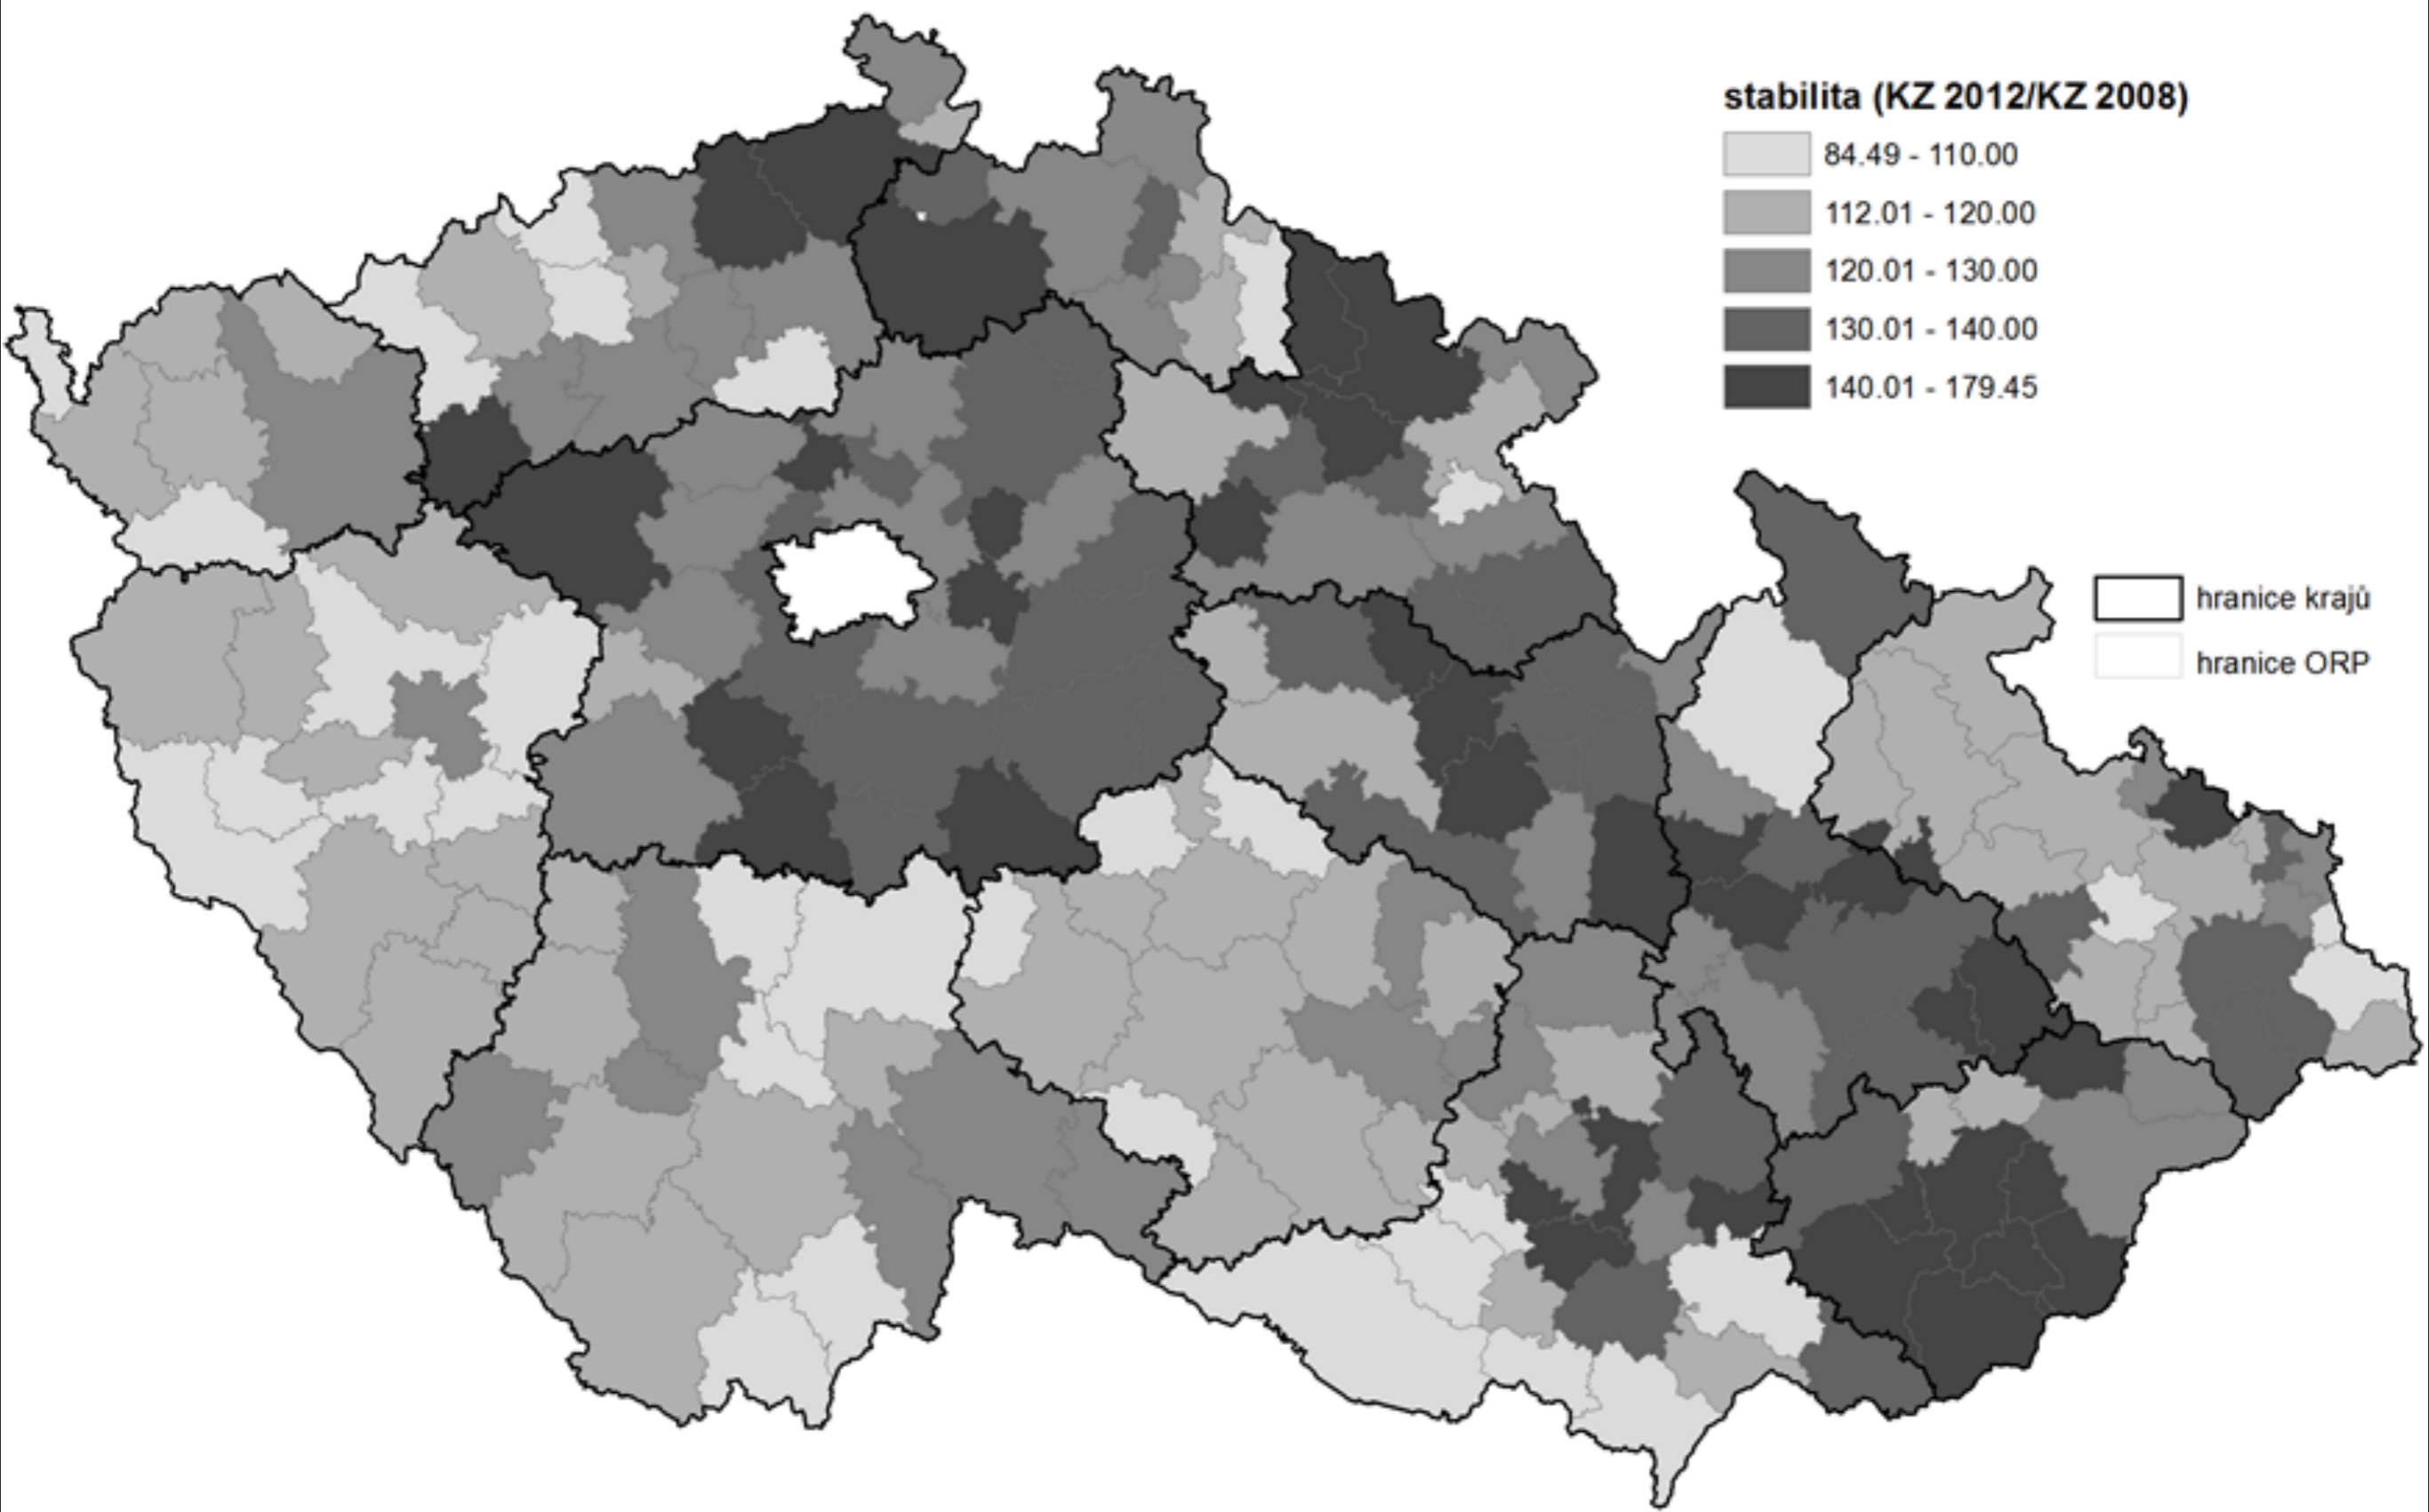 stabilita (KZ 2012/KZ 2008)
84.49 - 110.00
112.01 - 120.00
120.01 - 130.00
130.01 - 140.00
140.01 - 179.45
hranice krajů
hranice ORP